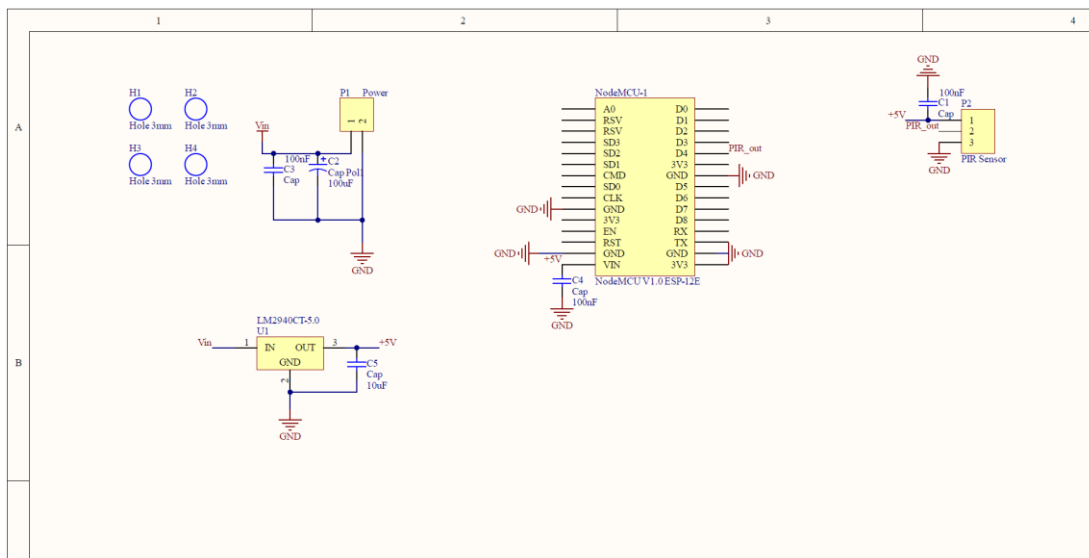 1 2 3 4
A
B
H1 H2
Hole 3mm Hole 3mm
H3 H4
Hole 3mm Hole 3mm
P1 Power
1 2
Vin
100nF
C3
Cap
C2
Cap Pol1
100uF
GND
LM2940CT-5.0
U1
Vin 1 IN OUT 3 +5V
GND
2
C5
Cap
10uF
GND
NodeMCU-1
A0 D0
RSV D1
RSV D2
SD3 D3
SD2 D4 PIR_out
SD1 3V3
CMD GND GND
SD0 D5
CLK D6
GND GND D7
3V3 D8
EN RX
RST TX
GND GND GND GND
+5V
VIN 3V3
NodeMCU V1.0 ESP-12E
C4
Cap
100nF
GND
GND
100nF
C1
Cap
P2
+5V 1
PIR_out 2
3
PIR Sensor
GND